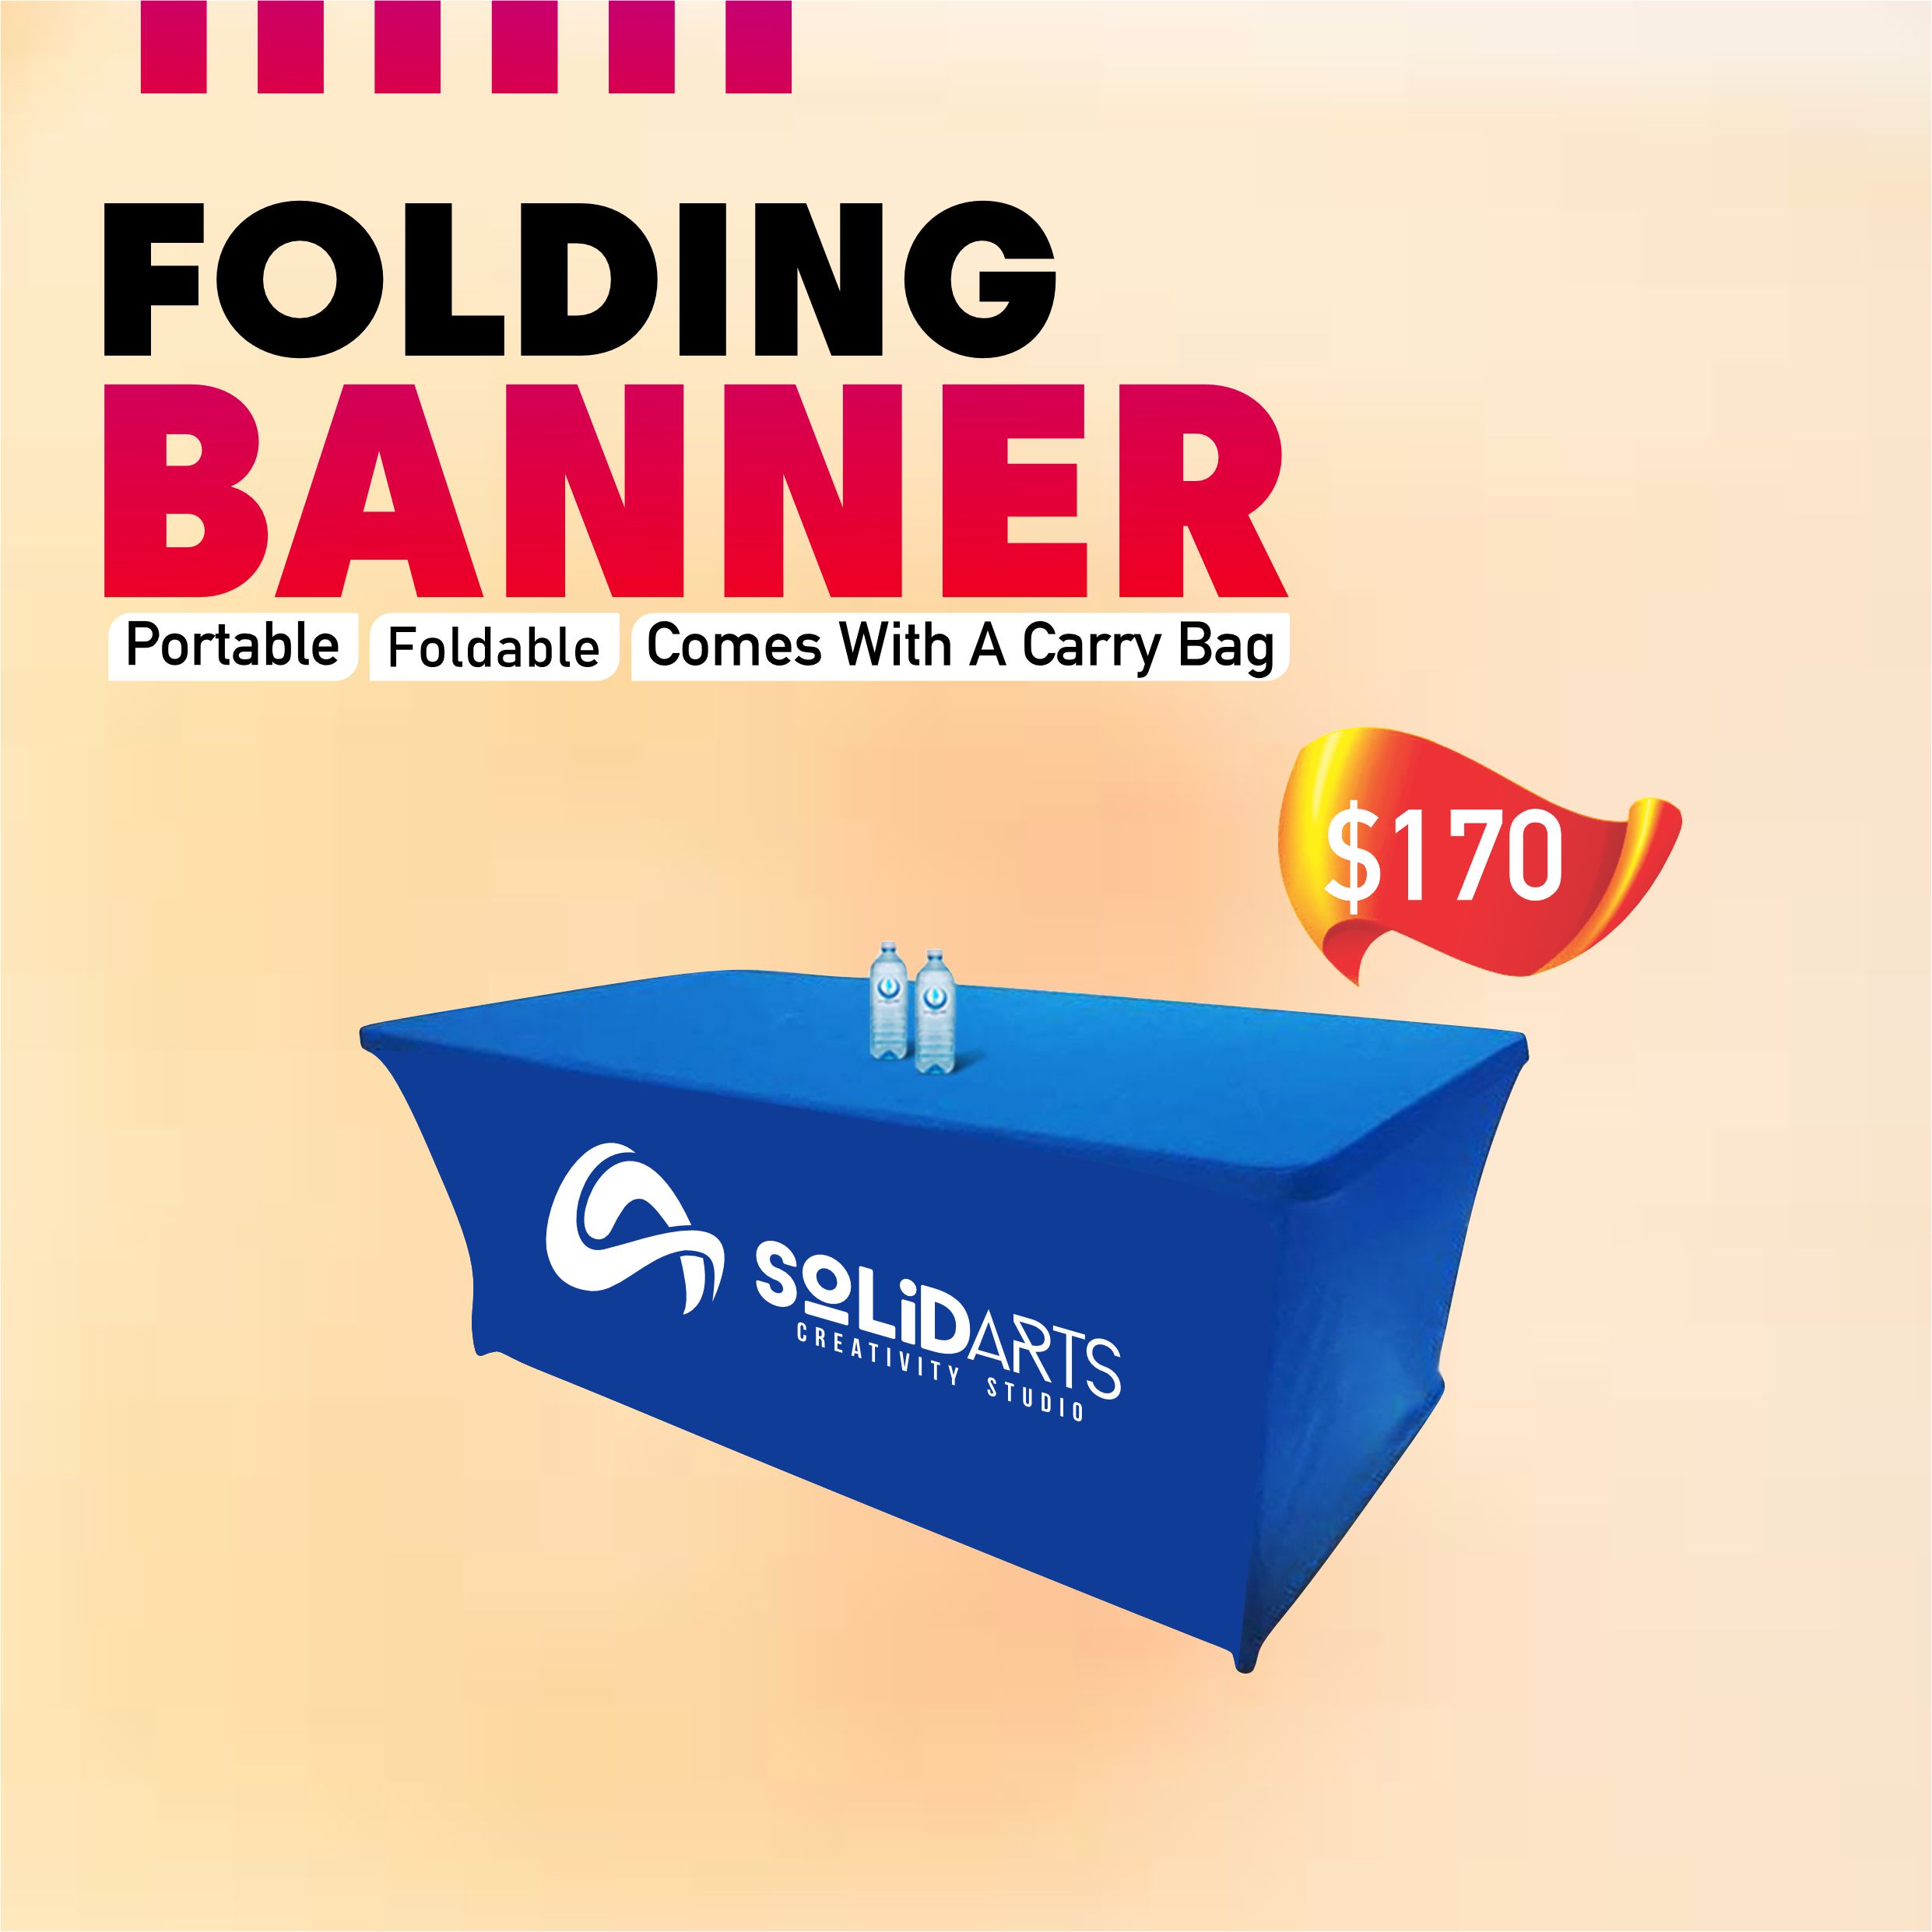 FOLDING
BANNER
Portable Foldable Comes With A Carry Bag
$170
SOLiDARTS
CREATIVITY STUDIO